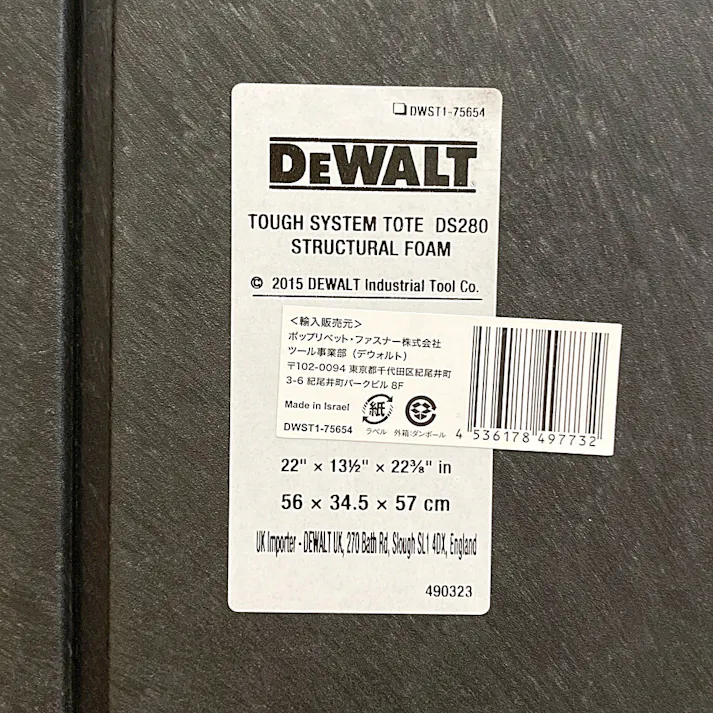 DWST1-75654
DEWALT
TOUGH SYSTEM TOTE DS280
STRUCTURAL FOAM
© 2015 DEWALT Industrial Tool Co.
＜輸入販売元＞
ポップリベット・ファスナー株式会社
ツール事業部（デウォルト）
〒102-0094 東京都千代田区紀尾井町
3-6 紀尾井町パークビル 8F
Made in Israel
DWST1-75654
紙
ラベル
外箱:ダンボール
4 536178 497732
22" × 13½" × 22⅜" in
56 × 34.5 × 57 cm
UK Importer - DEWALT UK, 270 Bath Rd, Slough SL1 4DX, England
490323